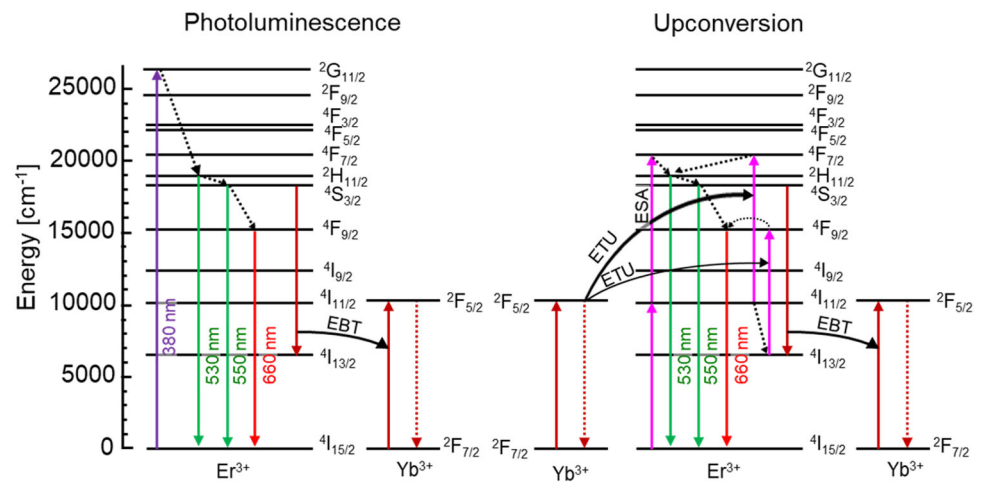 Photoluminescence
Upconversion
Energy [cm⁻¹]
25000
20000
15000
10000
5000
0
²G₁₁/₂
²F₉/₂
⁴F₃/₂
⁴F₅/₂
⁴F₇/₂
²H₁₁/₂
⁴S₃/₂
⁴F₉/₂
⁴I₉/₂
⁴I₁₁/₂
⁴I₁₃/₂
⁴I₁₅/₂
380 nm
530 nm
550 nm
660 nm
EBT
²F₅/₂
²F₇/₂
Er³⁺
Yb³⁺
²F₅/₂
²F₇/₂
Yb³⁺
ETU
ETU
ESA
²G₁₁/₂
²F₉/₂
⁴F₃/₂
⁴F₅/₂
⁴F₇/₂
²H₁₁/₂
⁴S₃/₂
⁴F₉/₂
⁴I₉/₂
⁴I₁₁/₂
⁴I₁₃/₂
⁴I₁₅/₂
530 nm
550 nm
660 nm
EBT
²F₅/₂
²F₇/₂
Er³⁺
Yb³⁺